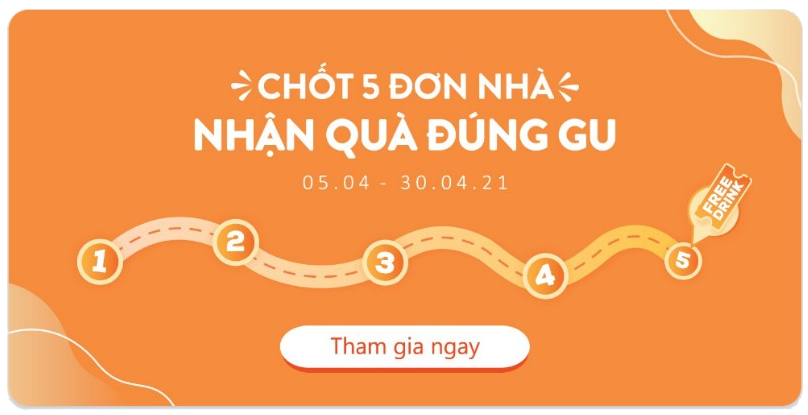 CHỐT 5 ĐƠN NHÀ
NHẬN QUÀ ĐÚNG GU
05.04 - 30.04.21
FREE
DRINK
1
2
3
4
5
Tham gia ngay